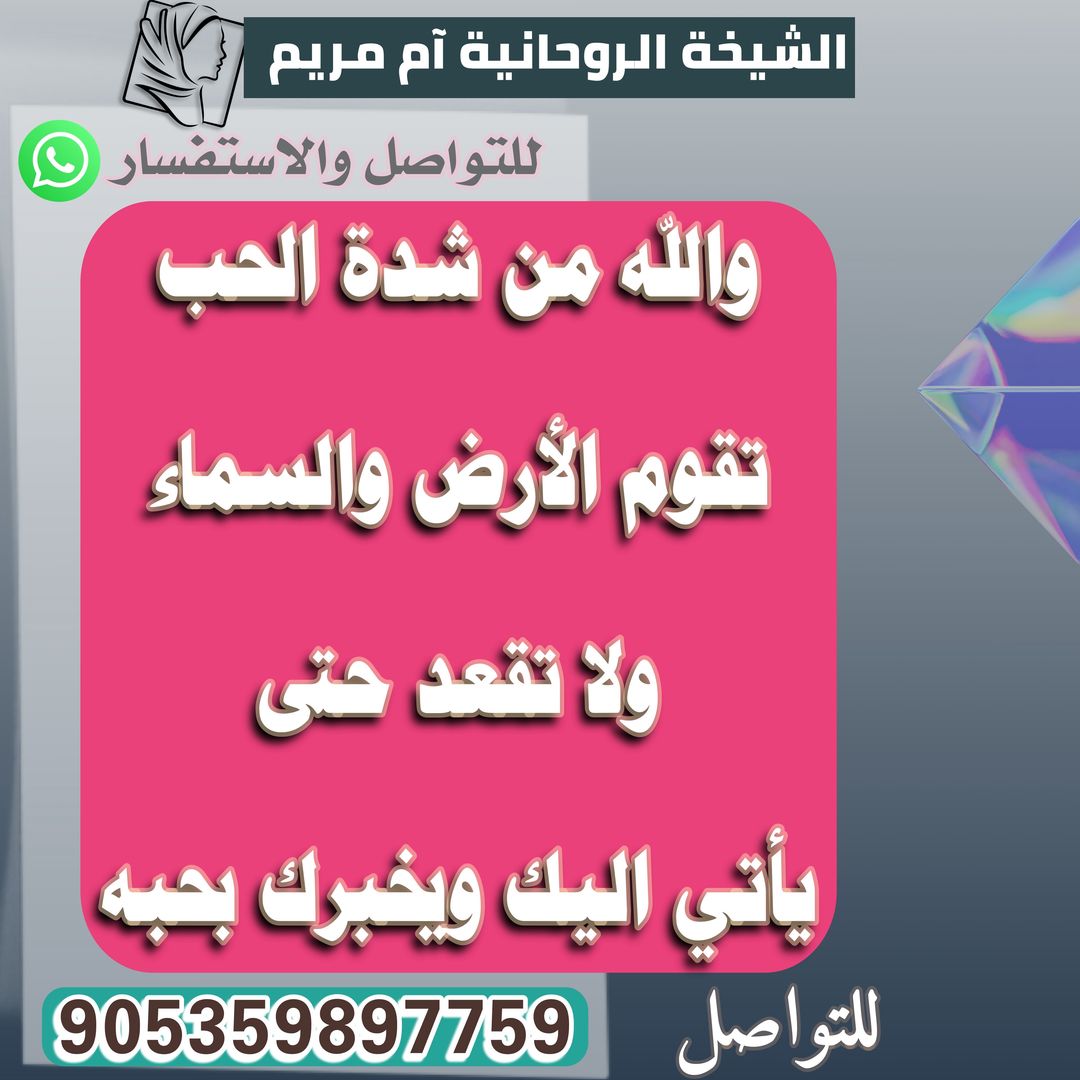 الشيخة الروحانية آم مريم
للتواصل والاستفسار
والله من شدة الحب
تقوم الأرض والسماء
ولا تقعد حتى
يأتي اليك ويخبرك بحبه
للتواصل
905359897759